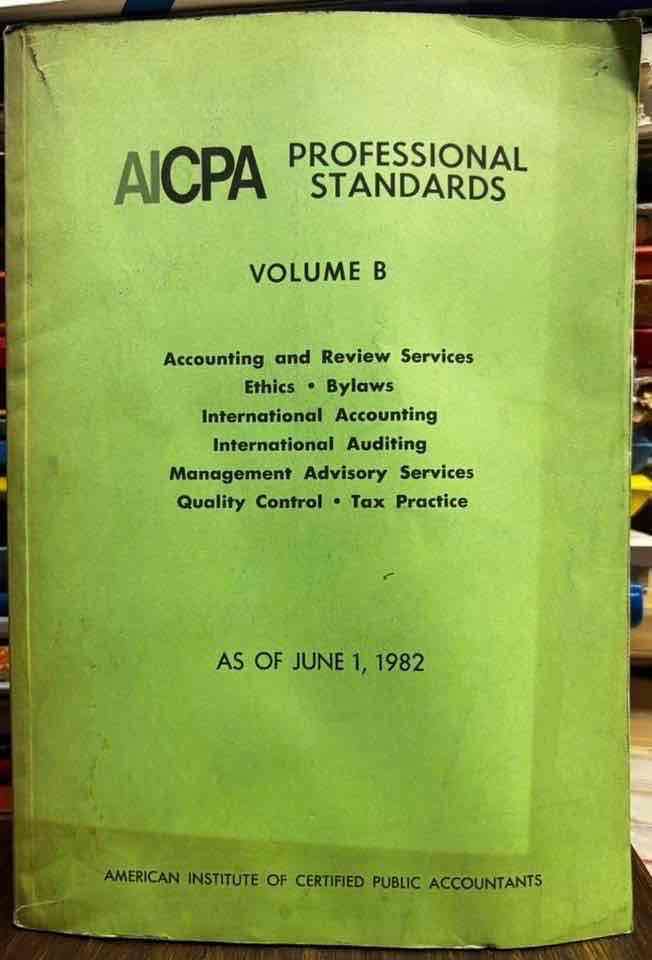 AICPA PROFESSIONAL
STANDARDS
VOLUME B
Accounting and Review Services
Ethics • Bylaws
International Accounting
International Auditing
Management Advisory Services
Quality Control • Tax Practice
AS OF JUNE 1, 1982
AMERICAN INSTITUTE OF CERTIFIED PUBLIC ACCOUNTANTS